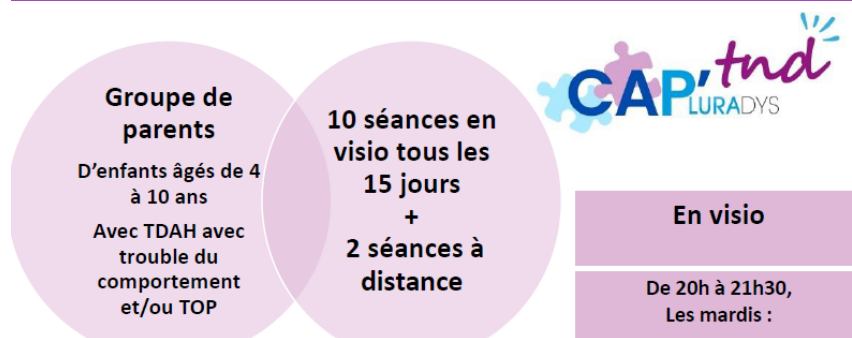 Groupe de
parents
D'enfants âgés de 4
à 10 ans
Avec TDAH avec
trouble du
comportement
et/ou TOP
10 séances en
visio tous les
15 jours
+
2 séances à
distance
CAP' tnd
PLURADYS
En visio
De 20h à 21h30,
Les mardis :